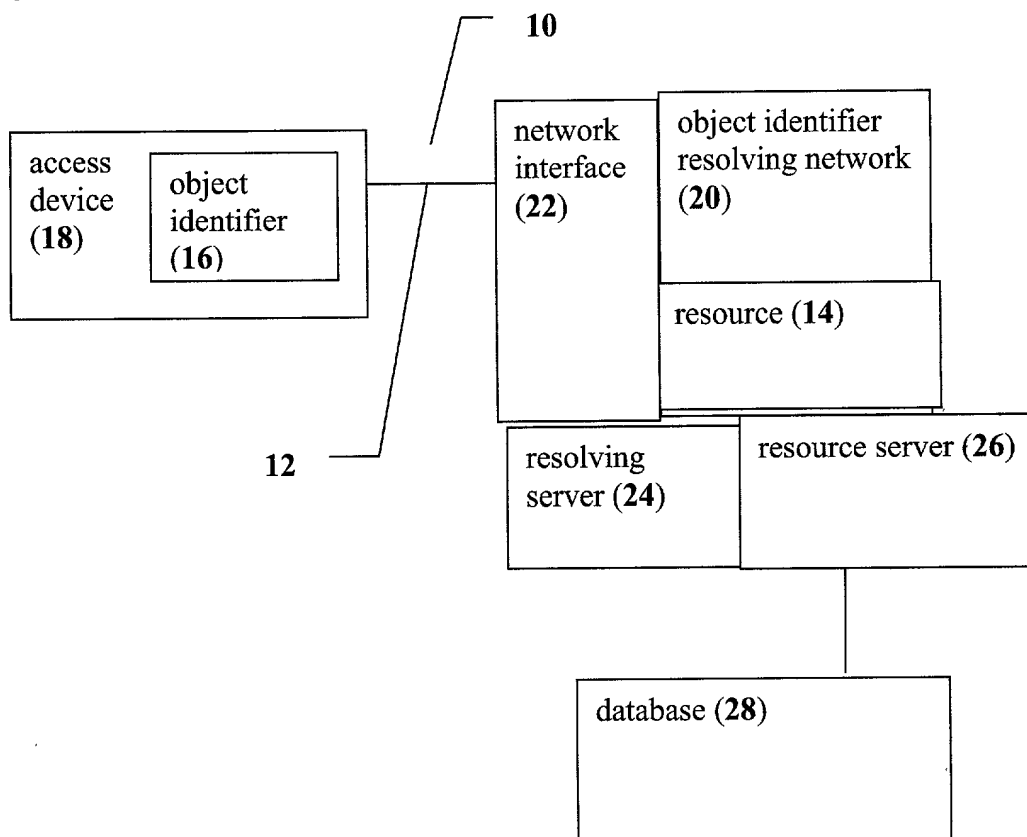 10
access
device
(18)
object
identifier
(16)
network
interface
(22)
object identifier
resolving network
(20)
resource (14)
12
resolving
server (24)
resource server (26)
database (28)